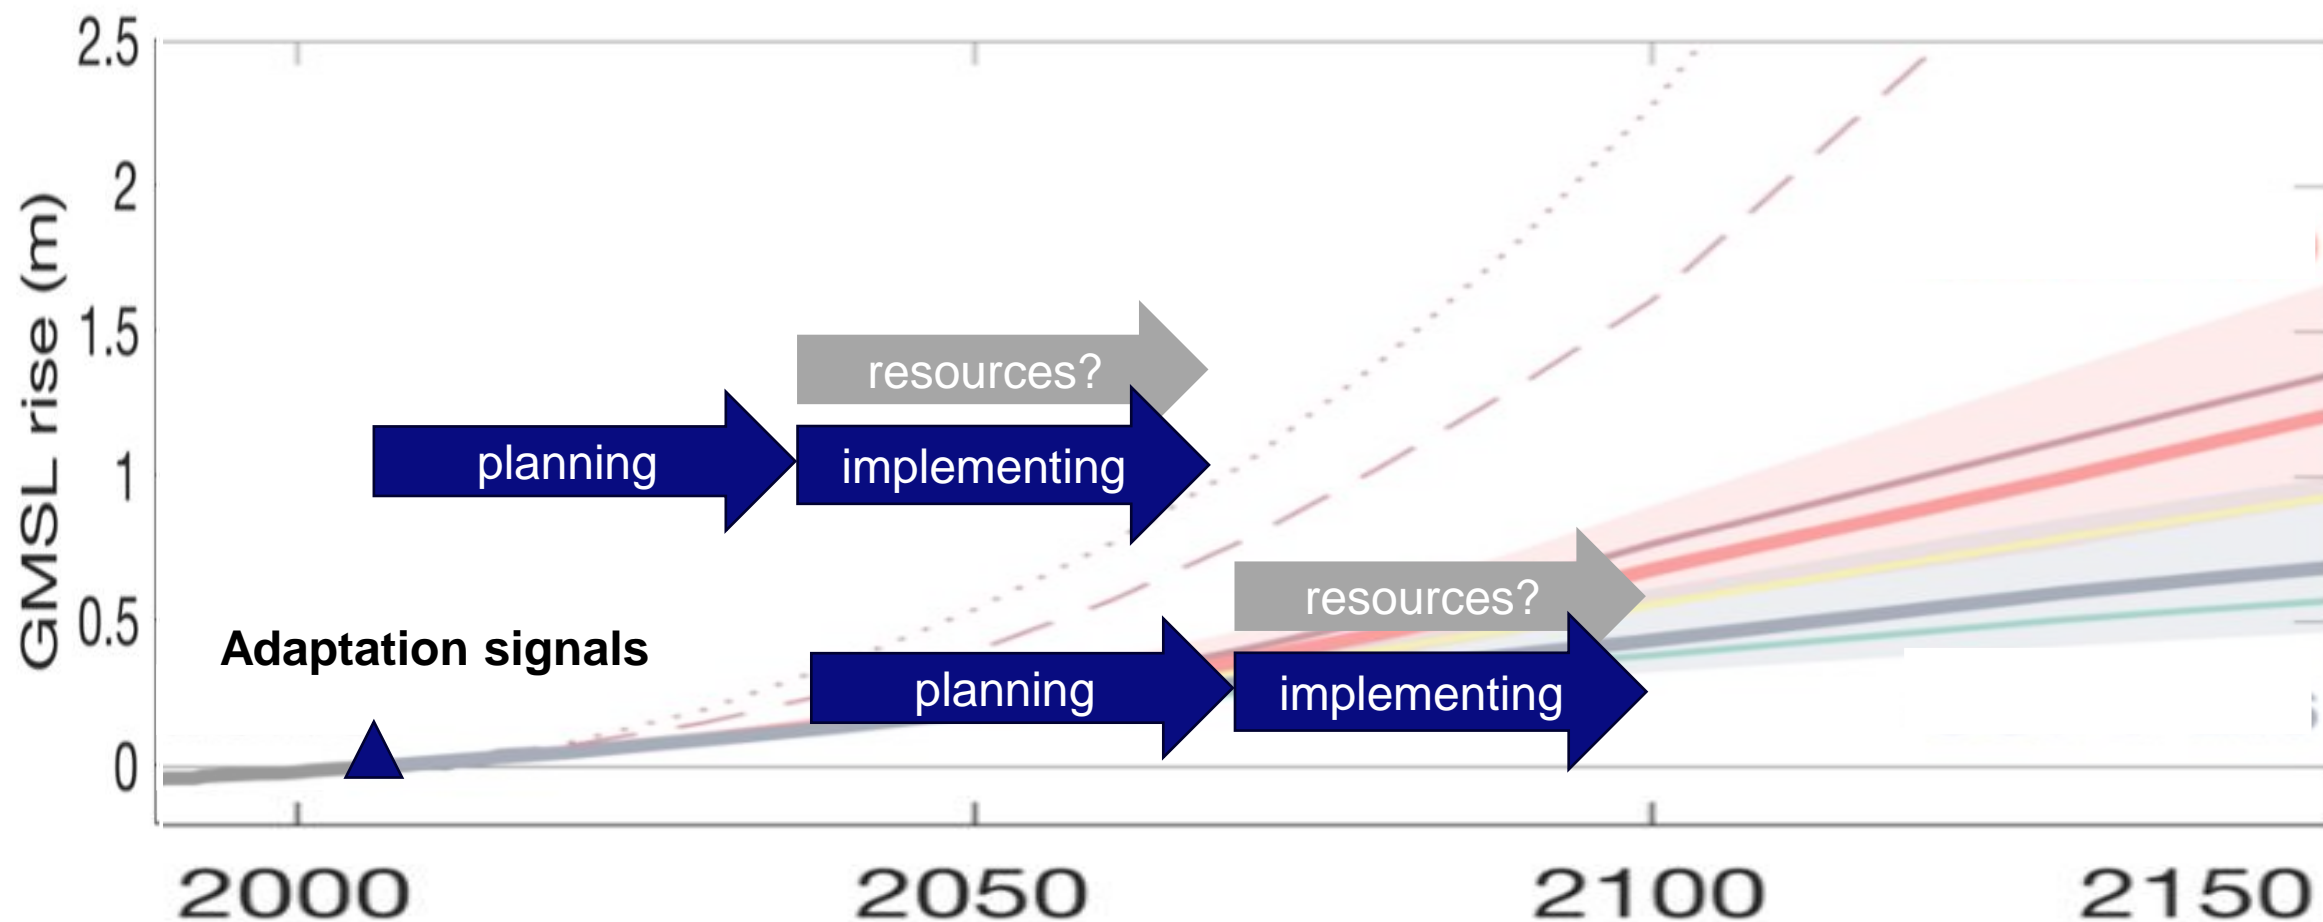 2.5
2
1.5
1
0.5
0
GMSL rise (m)
resources?
planning
implementing
resources?
Adaptation signals
planning
implementing
2000
2050
2100
2150